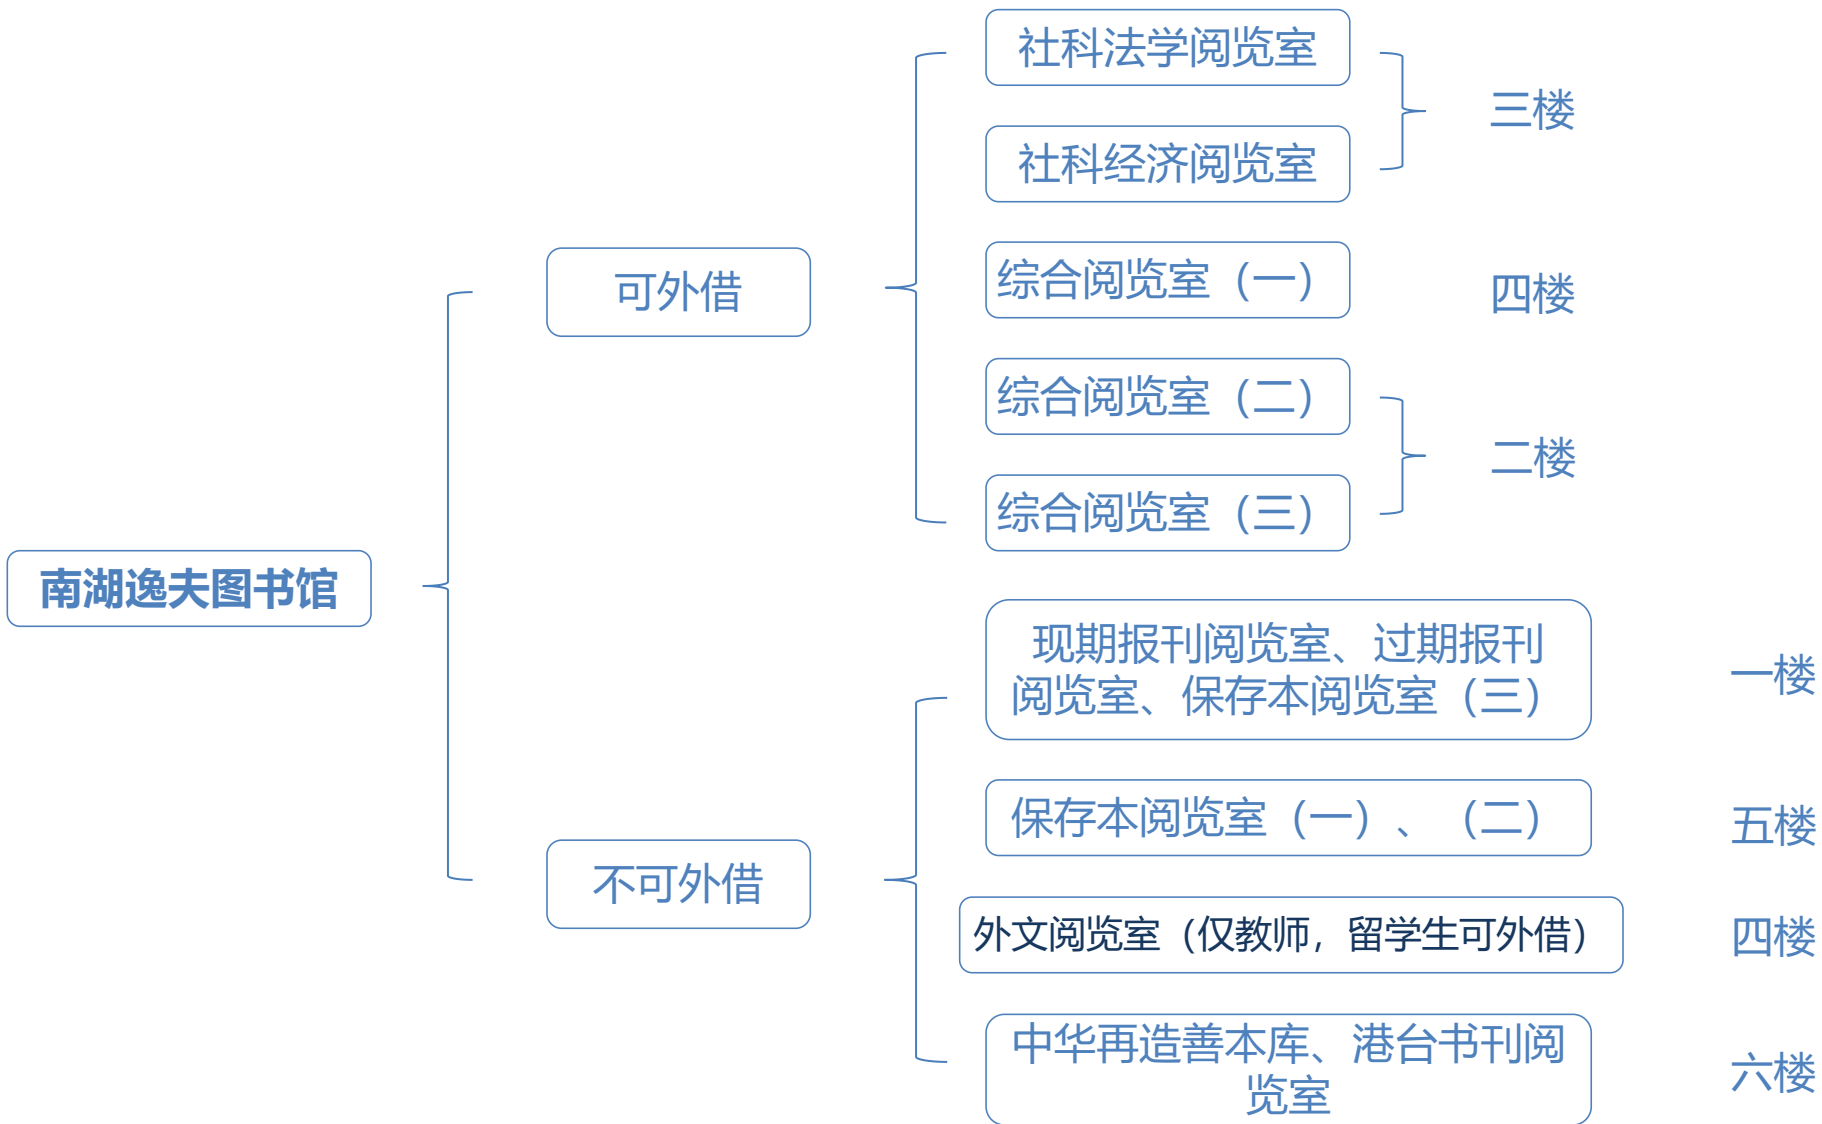 社科法学阅览室
三楼
社科经济阅览室
可外借
综合阅览室（一）
四楼
综合阅览室（二）
二楼
综合阅览室（三）
南湖逸夫图书馆
现期报刊阅览室、过期报刊
阅览室、保存本阅览室（三）
一楼
保存本阅览室（一）、（二）
五楼
不可外借
外文阅览室（仅教师，留学生可外借）
四楼
中华再造善本库、港台书刊阅
览室
六楼